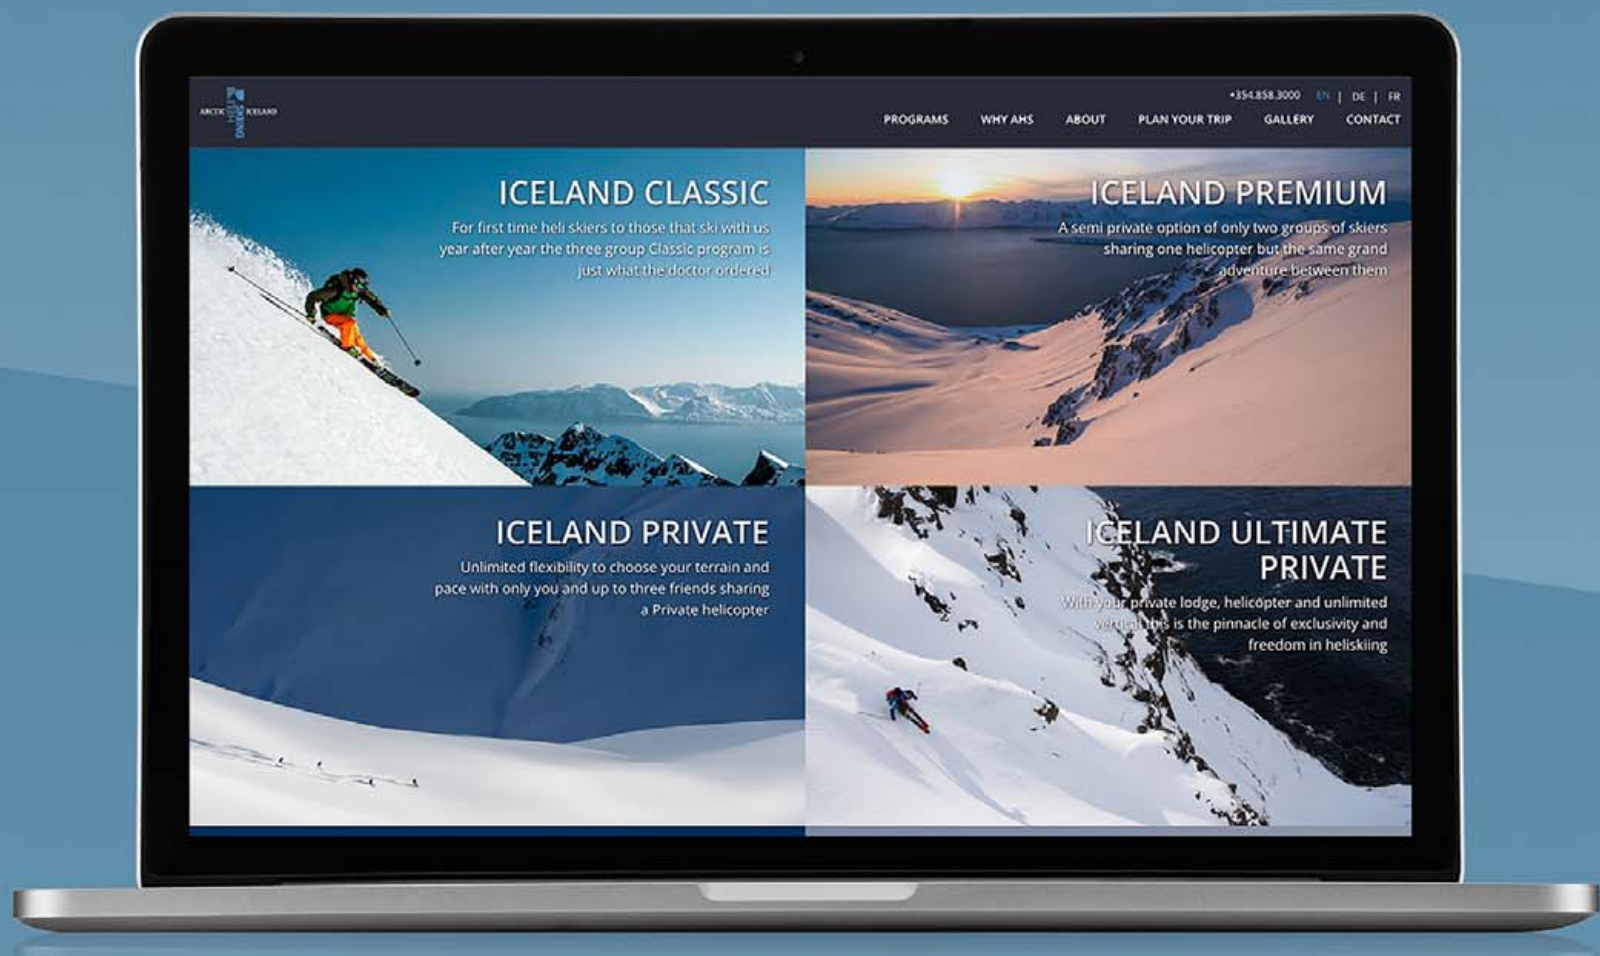 ARCTIC HELI SKIING ICELAND
+354.858.3000 EN | DE | FR
PROGRAMS WHY AHS ABOUT PLAN YOUR TRIP GALLERY CONTACT
ICELAND CLASSIC
For first time heli skiers to those that ski with us
year after year the three group Classic program is
just what the doctor ordered
ICELAND PREMIUM
A semi private option of only two groups of skiers
sharing one helicopter but the same grand
adventure between them
ICELAND PRIVATE
Unlimited flexibility to choose your terrain and
pace with only you and up to three friends sharing
a Private helicopter
ICELAND ULTIMATE
PRIVATE
With your private lodge, helicopter and unlimited
vertical this is the pinnacle of exclusivity and
freedom in heliskiing